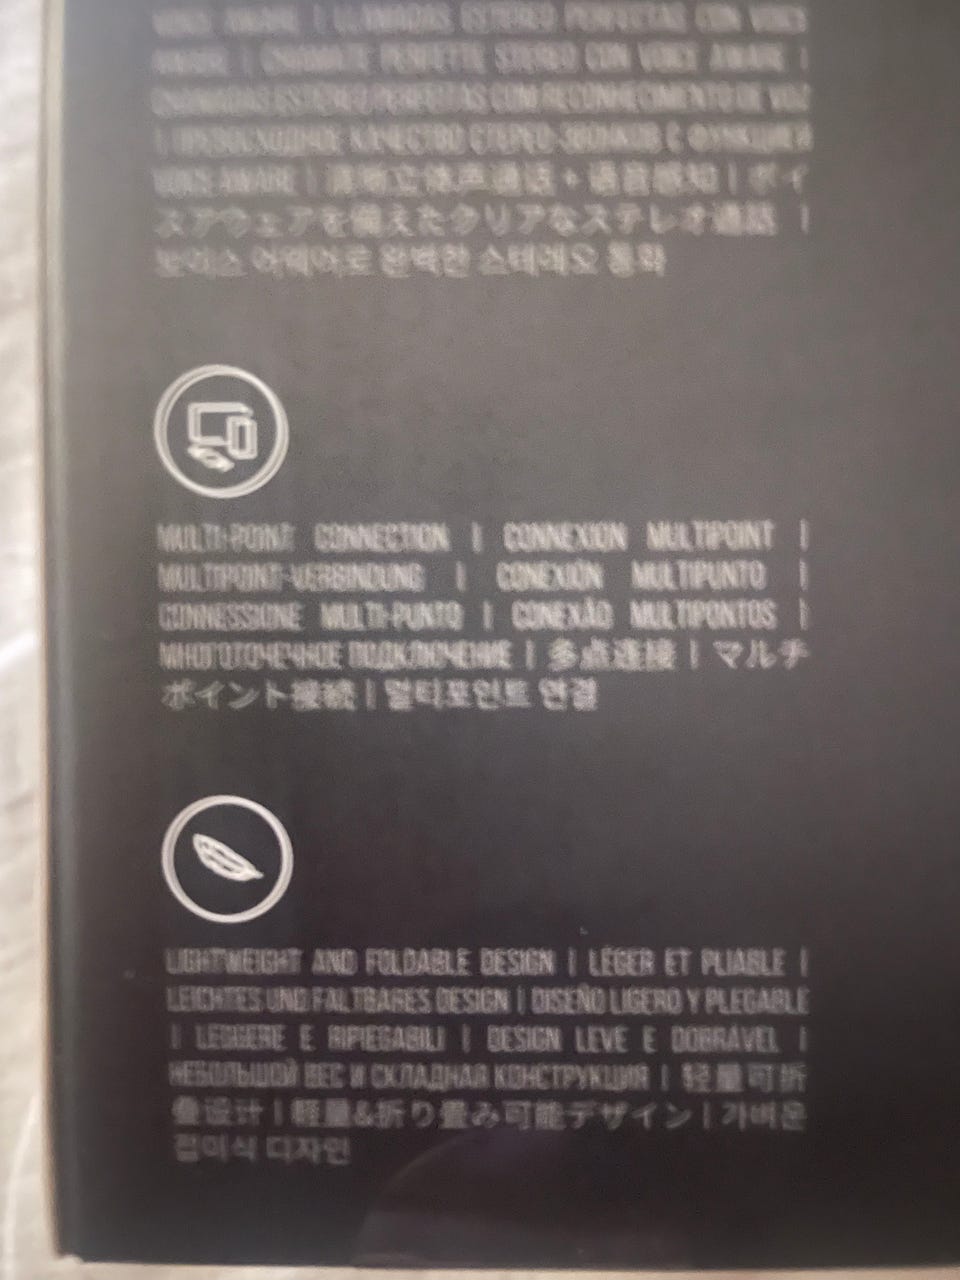 VOICE AWARE | LLAMADAS ESTÉREO PERFECTAS CON VOICE
AWARE | CHIAMATE PERFETTE STEREO CON VOICE AWARE |
CHAMADAS ESTÉREO PERFEITAS COM RECONHECIMENTO DE VOZ
| ПРЕВОСХОДНОЕ КАЧЕСТВО СТЕРЕО-ЗВОНКОВ С ФУНКЦИЕЙ
VOICE AWARE | 清晰立体声通话 + 语音感知 | ボイ
スアウェアを備えたクリアなステレオ通話 |
보이스 어웨어로 완벽한 스테레오 통화
MULTI-POINT CONNECTION | CONNEXION MULTIPOINT |
MULTIPOINT-VERBINDUNG | CONEXIÓN MULTIPUNTO |
CONNESSIONE MULTI-PUNTO | CONEXÃO MULTIPONTOS |
МНОГОТОЧЕЧНОЕ ПОДКЛЮЧЕНИЕ | 多点连接 | マルチ
ポイント接続 | 멀티포인트 연결
LIGHTWEIGHT AND FOLDABLE DESIGN | LÉGER ET PLIABLE |
LEICHTES UND FALTBARES DESIGN | DISEÑO LIGERO Y PLEGABLE
| LEGGERE E RIPIEGABILI | DESIGN LEVE E DOBRÁVEL |
НЕБОЛЬШОЙ ВЕС И СКЛАДНАЯ КОНСТРУКЦИЯ | 轻量可折
叠设计 | 軽量&折り畳み可能デザイン | 가벼운
접이식 디자인